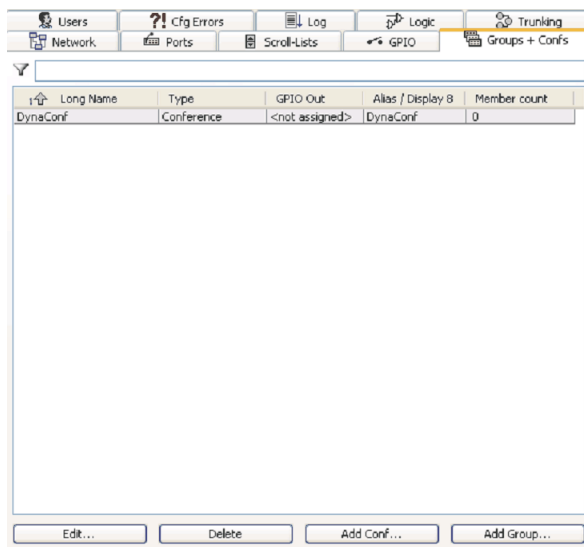 Users ?! Cfg Errors Log Logic Trunking
Network Ports Scroll-Lists GPIO Groups + Confs
1 Long Name Type GPIO Out Alias / Display 8 Member count
DynaConf Conference <not assigned> DynaConf 0
Edit... Delete Add Conf... Add Group...